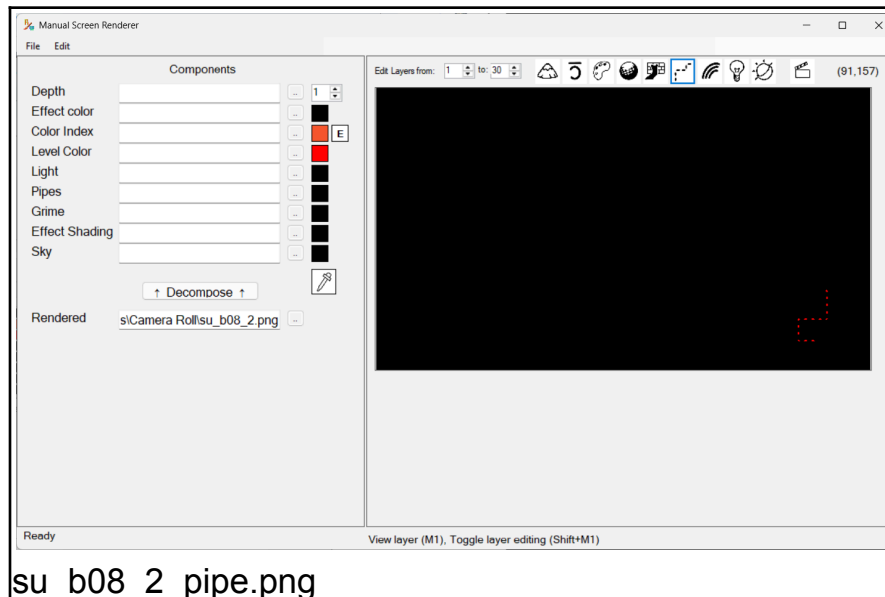 Manual Screen Renderer
File Edit
Components
Edit Layers from: 1 to: 30
(91,157)
Depth .. 1
Effect color ..
Color Index .. E
Level Color ..
Light ..
Pipes ..
Grime ..
Effect Shading ..
Sky ..
↑ Decompose ↑
Rendered s\Camera Roll\su_b08_2.png ..
Ready
View layer (M1), Toggle layer editing (Shift+M1)
su_b08_2_pipe.png